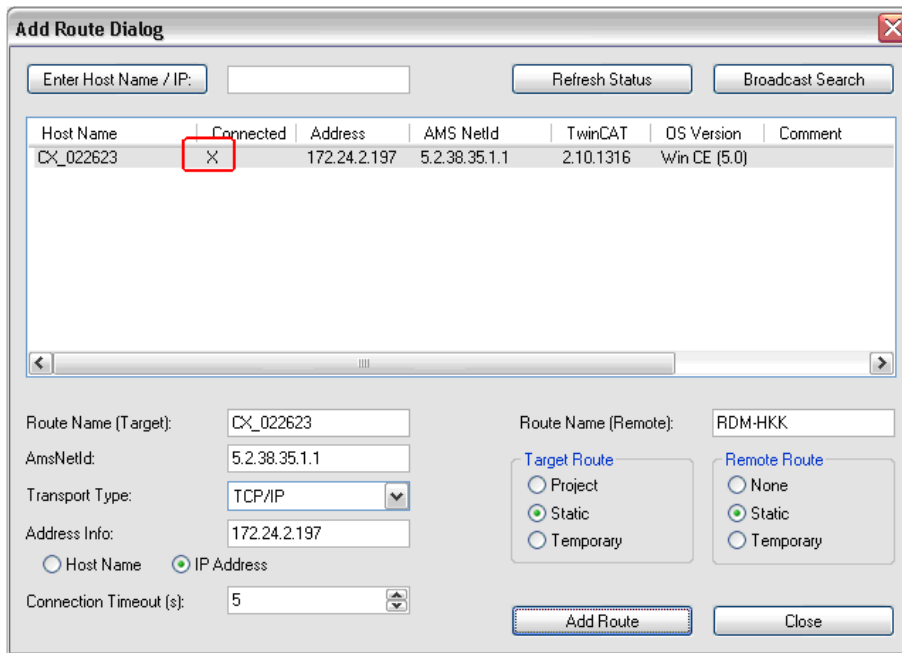 Add Route Dialog
Enter Host Name / IP: Refresh Status Broadcast Search
Host Name Connected Address AMS NetId TwinCAT OS Version Comment
CX_022623 X 172.24.2.197 5.2.38.35.1.1 2.10.1316 Win CE (5.0)
Route Name (Target): CX_022623 Route Name (Remote): RDM-HKK
AmsNetId: 5.2.38.35.1.1 Target Route Remote Route
Project None
Transport Type: TCP/IP
Static Static
Address Info: 172.24.2.197
Temporary Temporary
Host Name IP Address
Connection Timeout (s): 5
Add Route Close